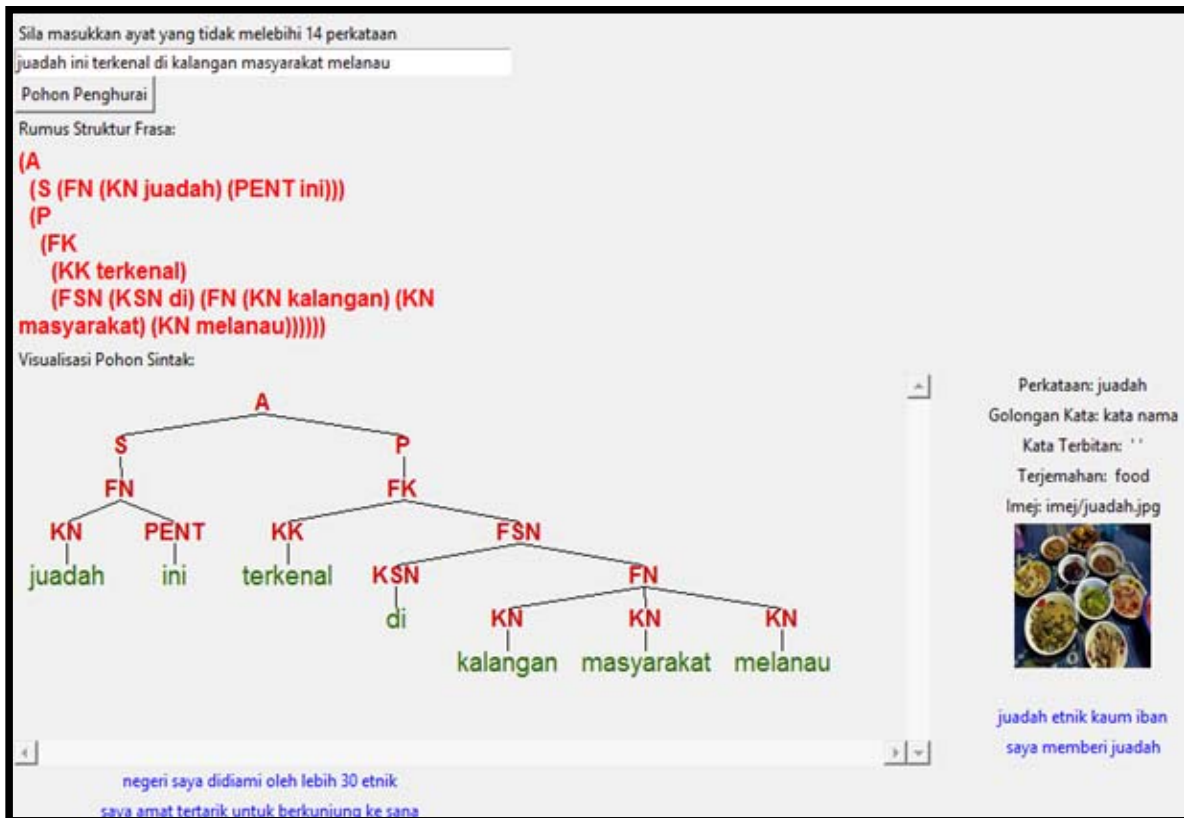 Sila masukkan ayat yang tidak melebihi 14 perkataan
juadah ini terkenal di kalangan masyarakat melanau
Pohon Penghurai
Rumus Struktur Frasa:
(A
(S (FN (KN juadah) (PENT ini)))
(P
(FK
(KK terkenal)
(FSN (KSN di) (FN (KN kalangan) (KN
masyarakat) (KN melanau))))))
Visualisasi Pohon Sintak:
A
S P
FN FK
KN PENT KK FSN
juadah ini terkenal KSN FN
di KN KN KN
kalangan masyarakat melanau
Perkataan: juadah
Golongan Kata: kata nama
Kata Terbitan: ' '
Terjemahan: food
Imej: imej/juadah.jpg
juadah etnik kaum iban
saya memberi juadah
negeri saya didiami oleh lebih 30 etnik
saya amat tertarik untuk berkunjung ke sana